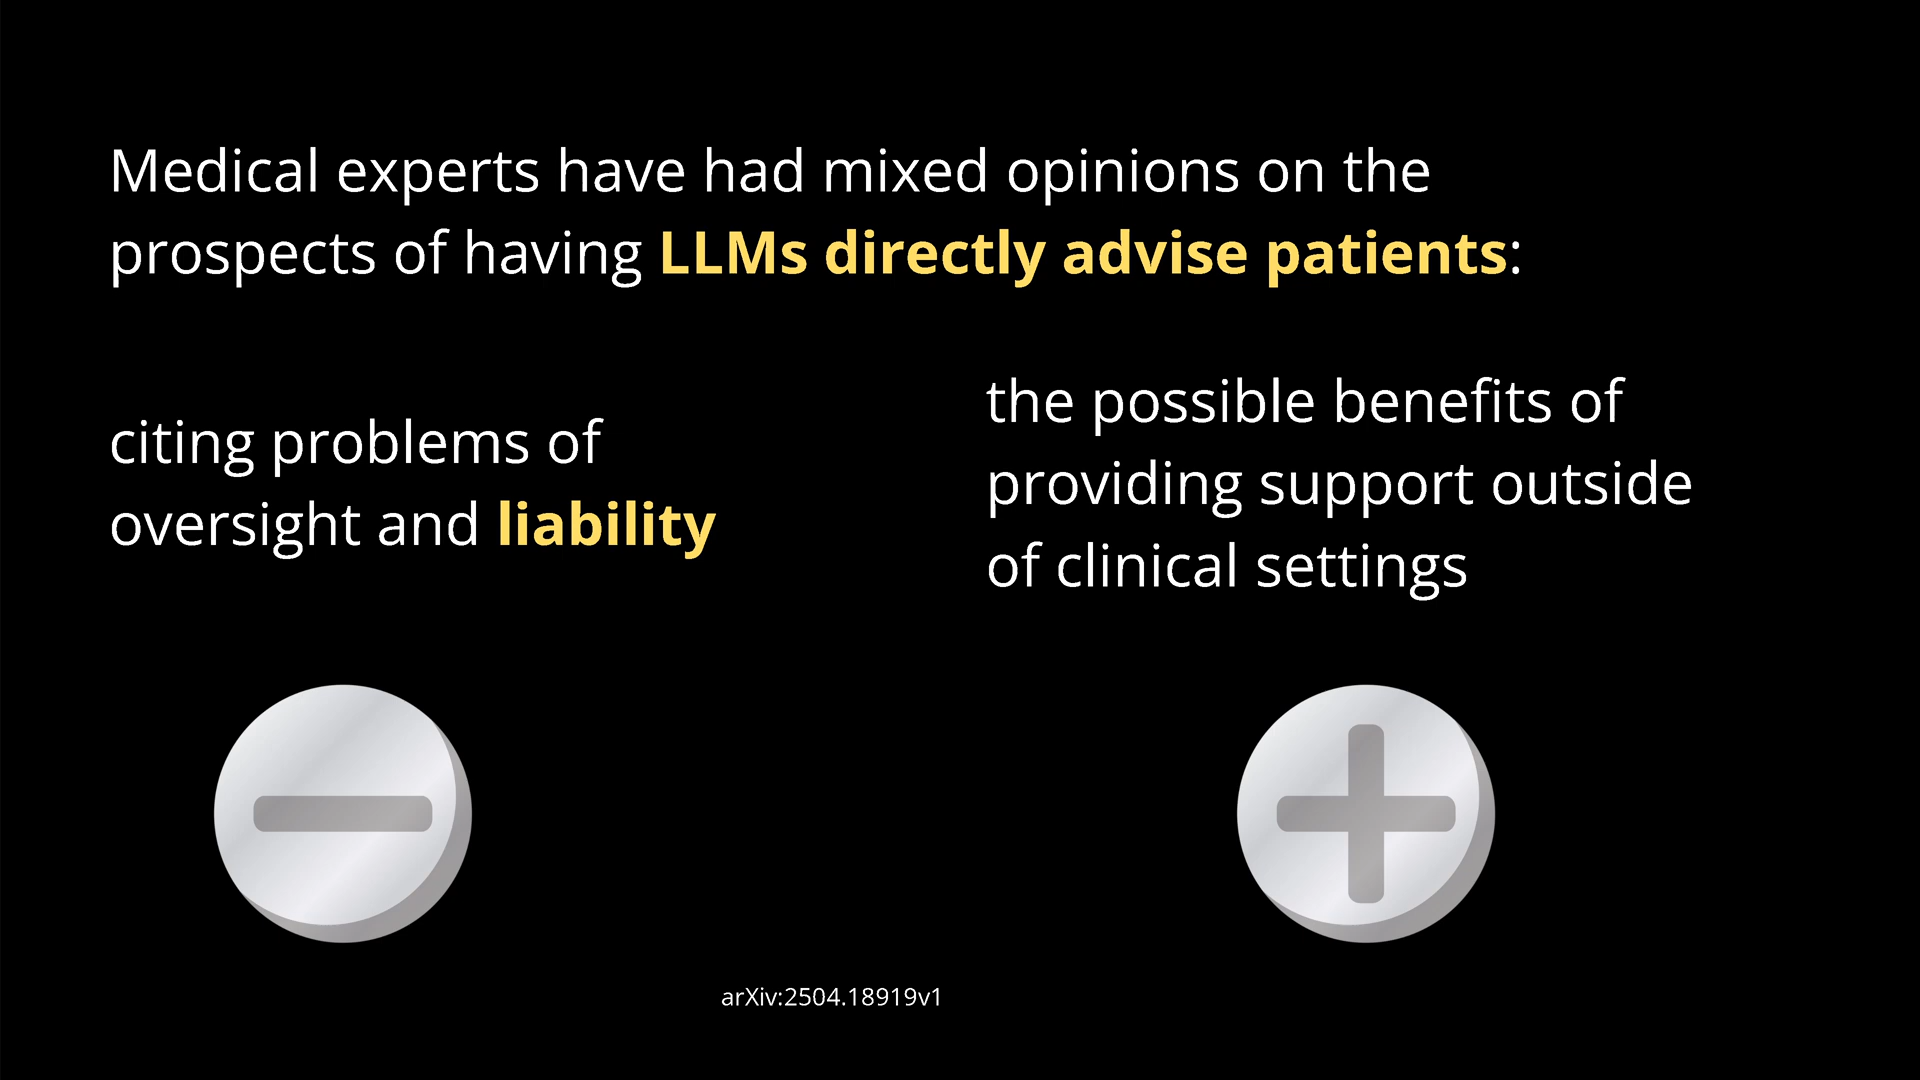 Medical experts have had mixed opinions on the
prospects of having LLMs directly advise patients:
citing problems of
oversight and liability
the possible benefits of
providing support outside
of clinical settings
arXiv:2504.18919v1